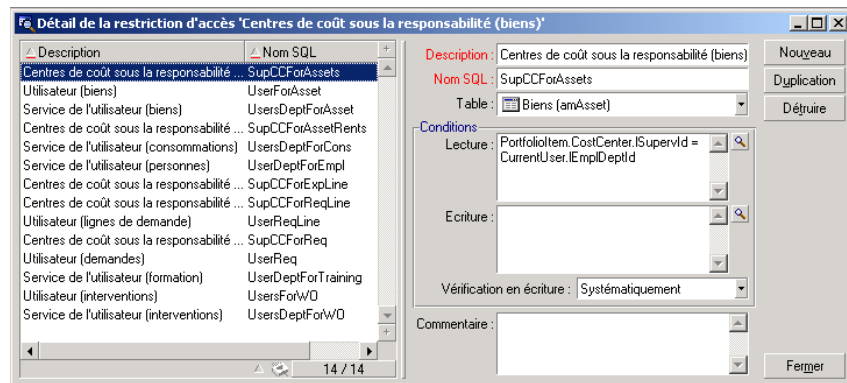 Détail de la restriction d'accès 'Centres de coût sous la responsabilité (biens)'
Description Nom SQL
Centres de coût sous la responsabilité ... SupCCForAssets
Utilisateur (biens) UserForAsset
Service de l'utilisateur (biens) UsersDeptForAsset
Centres de coût sous la responsabilité ... SupCCForAssetRents
Service de l'utilisateur (consommations) UsersDeptForCons
Service de l'utilisateur (personnes) UserDeptForEmpl
Centres de coût sous la responsabilité ... SupCCForExpLine
Centres de coût sous la responsabilité ... SupCCForReqLine
Utilisateur (lignes de demande) UserReqLine
Centres de coût sous la responsabilité ... SupCCForReq
Utilisateur (demandes) UserReq
Service de l'utilisateur (formation) UserDeptForTraining
Utilisateur (interventions) UsersForWO
Service de l'utilisateur (interventions) UsersDeptForWO
14 / 14
Description : Centres de coût sous la responsabilité (biens)
Nom SQL : SupCCForAssets
Table : Biens (amAsset)
Conditions
Lecture : PortfolioItem.CostCenter.lSupervId =
CurrentUser.lEmplDeptId
Ecriture :
Vérification en écriture : Systématiquement
Commentaire :
Nouveau
Duplication
Détruire
Fermer